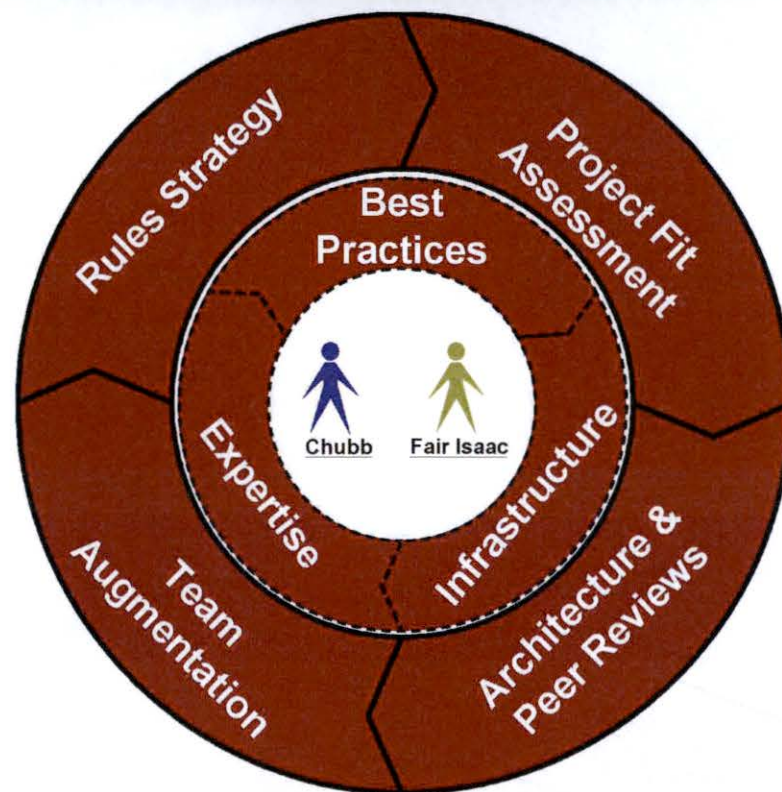 Rules Strategy
Project Fit
Assessment
Best
Practices
Chubb
Fair Isaac
Expertise
Infrastructure
Team
Augmentation
Architecture &
Peer Reviews